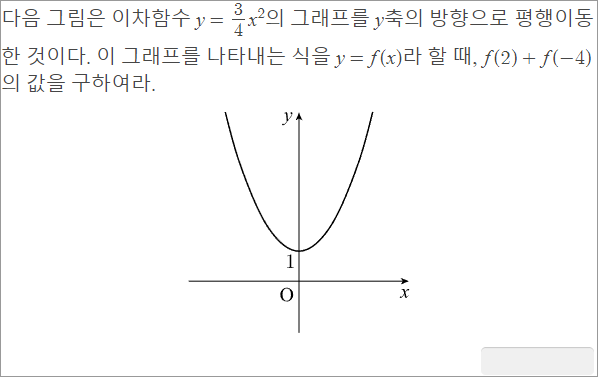 다음 그림은 이차함수 y = 3/4 x²의 그래프를 y축의 방향으로 평행이동
한 것이다. 이 그래프를 나타내는 식을 y = f(x)라 할 때, f(2) + f(−4)
의 값을 구하여라.
y
1
O
x